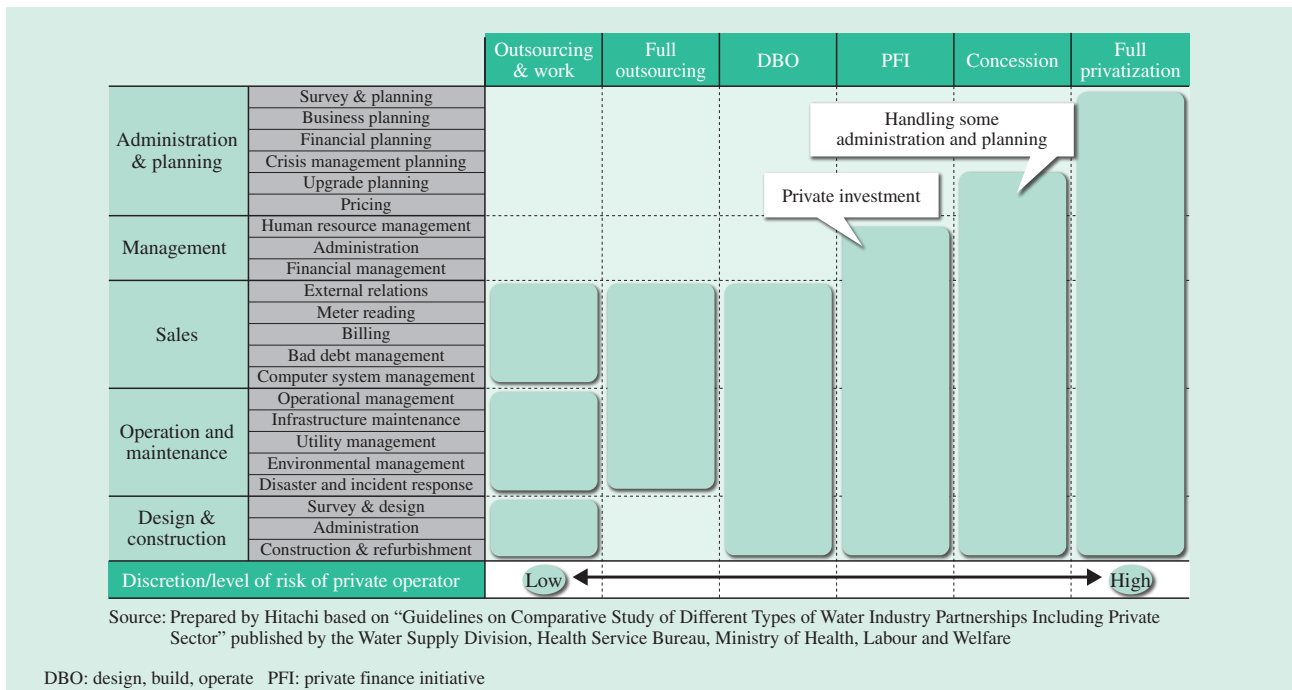 Outsourcing
& work
Full
outsourcing
DBO
PFI
Concession
Full
privatization
Administration
& planning
Survey & planning
Business planning
Financial planning
Crisis management planning
Upgrade planning
Pricing
Handling some
administration and planning
Private investment
Management
Human resource management
Administration
Financial management
Sales
External relations
Meter reading
Billing
Bad debt management
Computer system management
Operation and
maintenance
Operational management
Infrastructure maintenance
Utility management
Environmental management
Disaster and incident response
Design &
construction
Survey & design
Administration
Construction & refurbishment
Discretion/level of risk of private operator
Low
High
Source: Prepared by Hitachi based on “Guidelines on Comparative Study of Different Types of Water Industry Partnerships Including Private
Sector” published by the Water Supply Division, Health Service Bureau, Ministry of Health, Labour and Welfare
DBO: design, build, operate PFI: private finance initiative